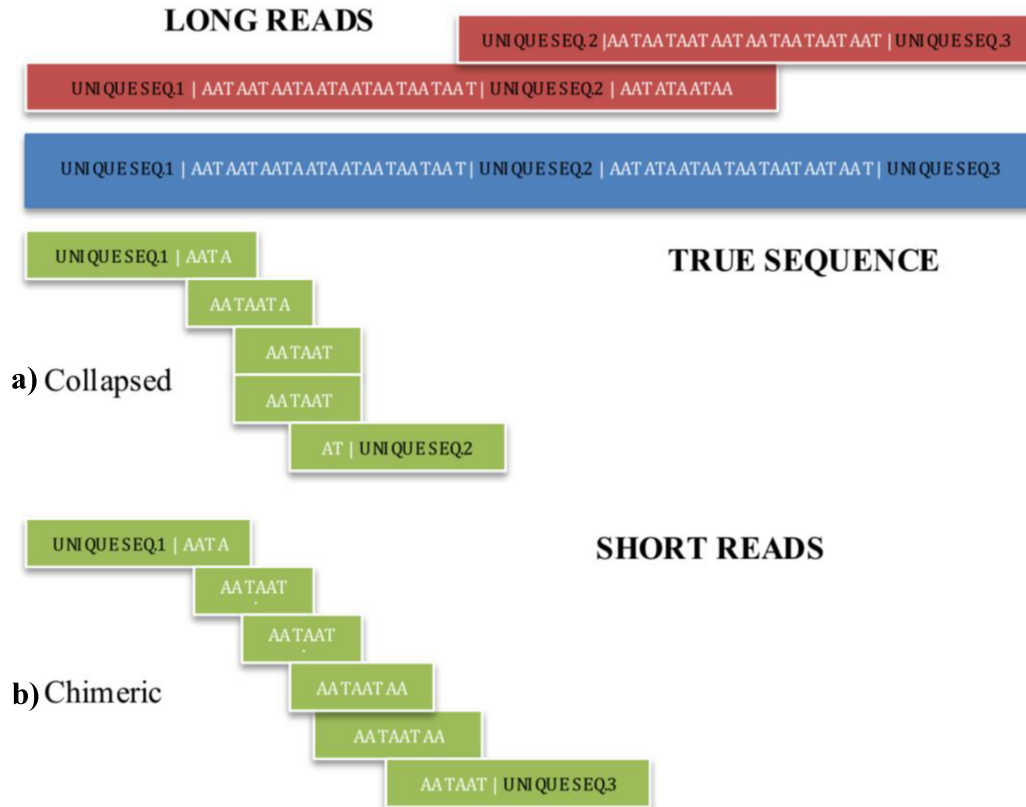 LONG READS
UNIQUESEQ.2 |AATAATAATAATAATAATAATAAT | UNIQUESEQ.3
UNIQUESEQ.1 | AATAATAATAATAATAATAATAAT| UNIQUESEQ.2 | AATATAATAA
UNIQUESEQ.1 | AATAATAATAATAATAATAATAAT| UNIQUESEQ.2 | AATATAATAATAATAATAATAAT| UNIQUESEQ.3
UNIQUESEQ.1 | AATA
TRUE SEQUENCE
AATAATA
AATAAT
a) Collapsed
AATAAT
AT | UNIQUESEQ.2
UNIQUESEQ.1 | AATA
SHORT READS
AATAAT
AATAAT
b) Chimeric
AATAATAA
AATAATAA
AATAAT | UNIQUESEQ.3